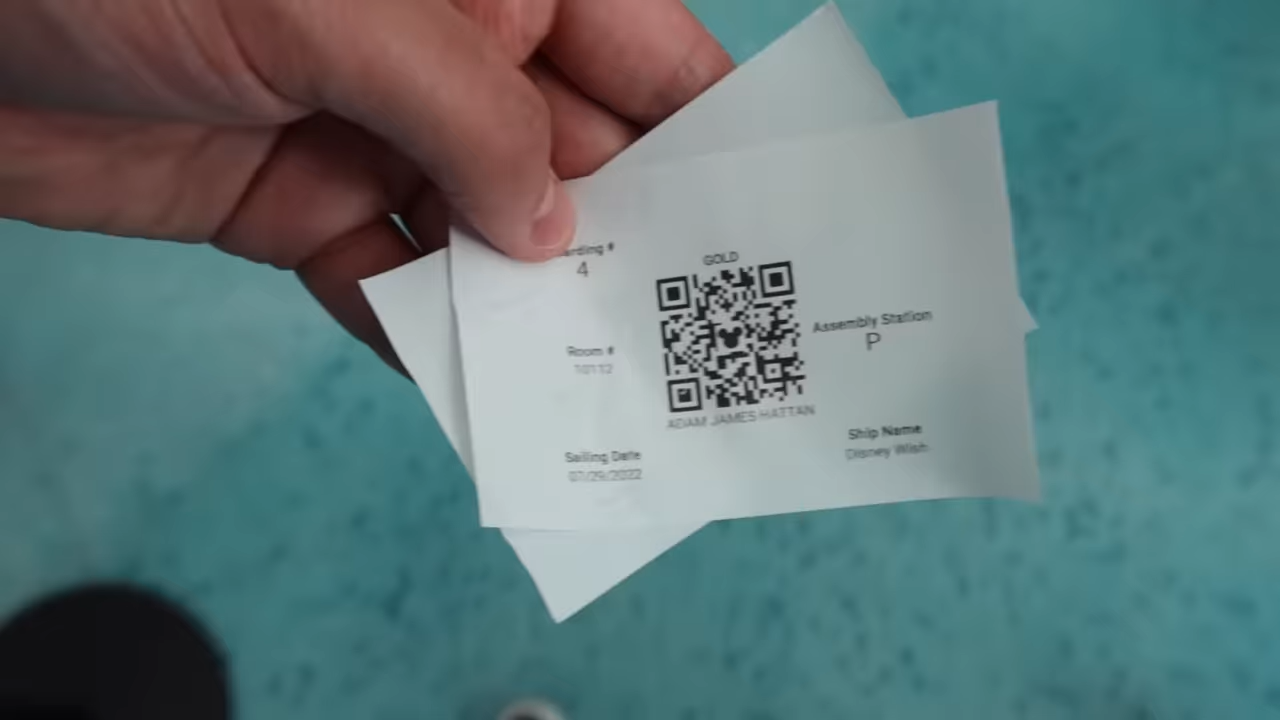 arding #
4
GOLD
Assembly Station
P
Room #
10112
ADAM JAMES HATTAN
Sailing Date
07/29/2022
Ship Name
Disney Wish